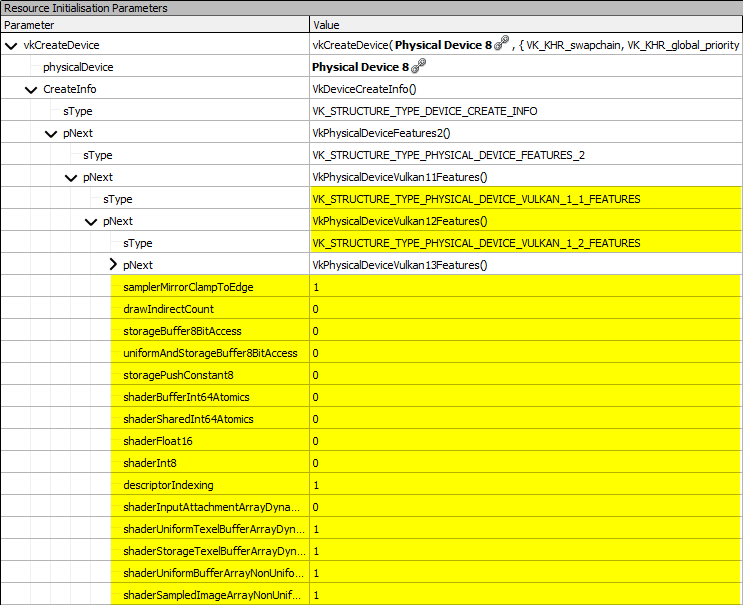 Resource Initialisation Parameters
Parameter Value
vkCreateDevice vkCreateDevice( Physical Device 8 , { VK_KHR_swapchain, VK_KHR_global_priority
physicalDevice Physical Device 8
CreateInfo VkDeviceCreateInfo()
sType VK_STRUCTURE_TYPE_DEVICE_CREATE_INFO
pNext VkPhysicalDeviceFeatures2()
sType VK_STRUCTURE_TYPE_PHYSICAL_DEVICE_FEATURES_2
pNext VkPhysicalDeviceVulkan11Features()
sType VK_STRUCTURE_TYPE_PHYSICAL_DEVICE_VULKAN_1_1_FEATURES
pNext VkPhysicalDeviceVulkan12Features()
sType VK_STRUCTURE_TYPE_PHYSICAL_DEVICE_VULKAN_1_2_FEATURES
pNext VkPhysicalDeviceVulkan13Features()
samplerMirrorClampToEdge 1
drawIndirectCount 0
storageBuffer8BitAccess 0
uniformAndStorageBuffer8BitAccess 0
storagePushConstant8 0
shaderBufferInt64Atomics 0
shaderSharedInt64Atomics 0
shaderFloat16 0
shaderInt8 0
descriptorIndexing 1
shaderInputAttachmentArrayDyna... 0
shaderUniformTexelBufferArrayDyn... 1
shaderStorageTexelBufferArrayDyn... 1
shaderUniformBufferArrayNonUnifo... 1
shaderSampledImageArrayNonUnif... 1